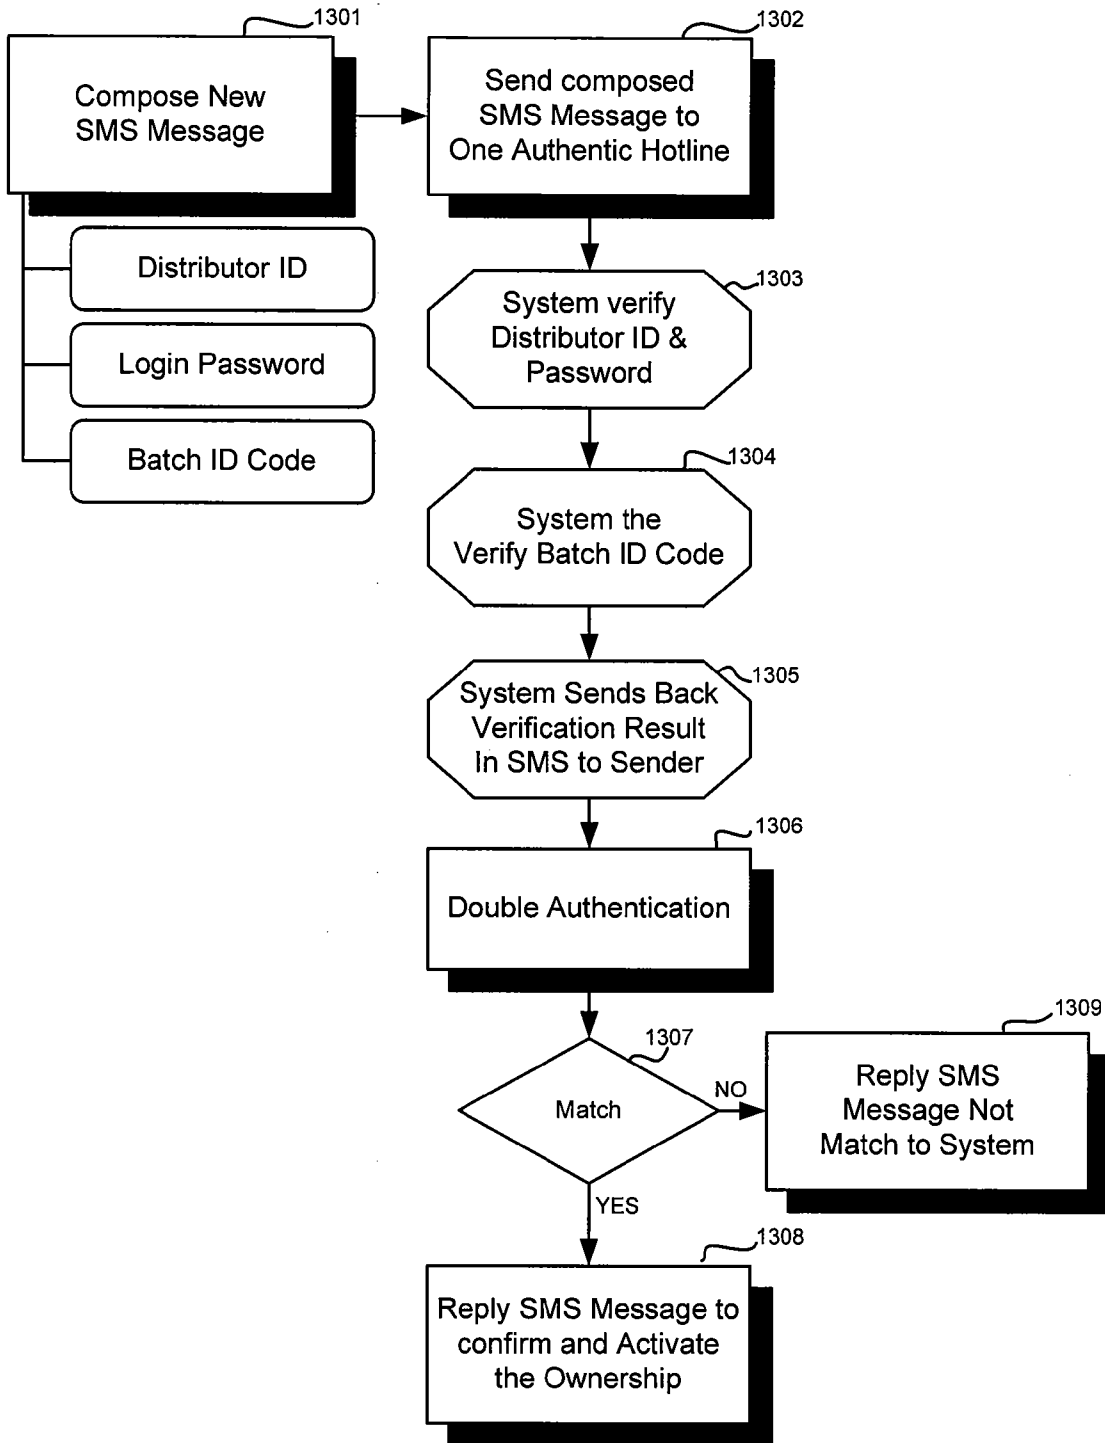 1301
Compose New
SMS Message
Distributor ID
Login Password
Batch ID Code
1302
Send composed
SMS Message to
One Authentic Hotline
1303
System verify
Distributor ID &
Password
1304
System the
Verify Batch ID Code
1305
System Sends Back
Verification Result
In SMS to Sender
1306
Double Authentication
1307
Match
NO
1309
Reply SMS
Message Not
Match to System
YES
1308
Reply SMS Message to
confirm and Activate
the Ownership